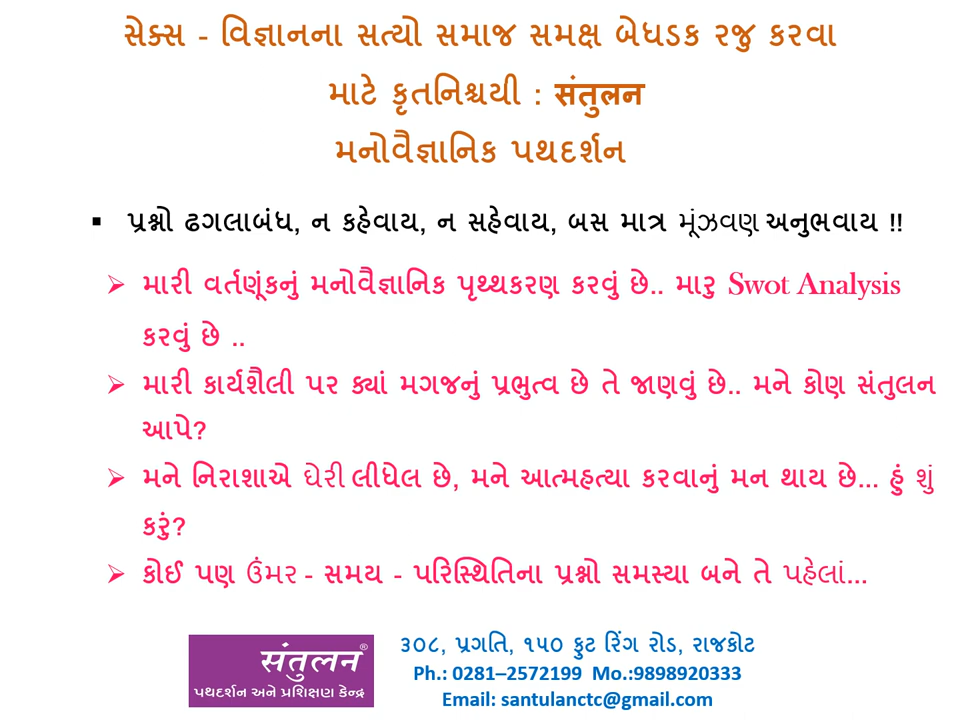 સેક્સ - વિજ્ઞાનના સત્યો સમાજ સમક્ષ બેધડક રજુ કરવા
માટે કૃતનિશ્ચયી : સંતુલન
મનોવૈજ્ઞાનિક પથદર્શન
▪ પ્રશ્નો ઢગલાબંધ, ન કહેવાય, ન સહેવાય, બસ માત્ર મૂંઝવણ અનુભવાય !!
➢ મારી વર્તણૂંકનું મનોવૈજ્ઞાનિક પૃથ્થકરણ કરવું છે.. મારુ Swot Analysis
કરવું છે ..
➢ મારી કાર્યશૈલી પર ક્યાં મગજનું પ્રભુત્વ છે તે જાણવું છે.. મને કોણ સંતુલન
આપે?
➢ મને નિરાશાએ ઘેરી લીધેલ છે, મને આત્મહત્યા કરવાનું મન થાય છે... હું શું
કરું?
➢ કોઈ પણ ઉંમર - સમય - પરિસ્થિતિના પ્રશ્નો સમસ્યા બને તે પહેલાં...
સંતુલન®
પથદર્શન અને પ્રશિક્ષણ કેન્દ્ર
૩૦૮, પ્રગતિ, ૧૫૦ ફુટ રિંગ રોડ, રાજકોટ
Ph.: 0281–2572199 Mo.:9898920333
Email: santulanctc@gmail.com